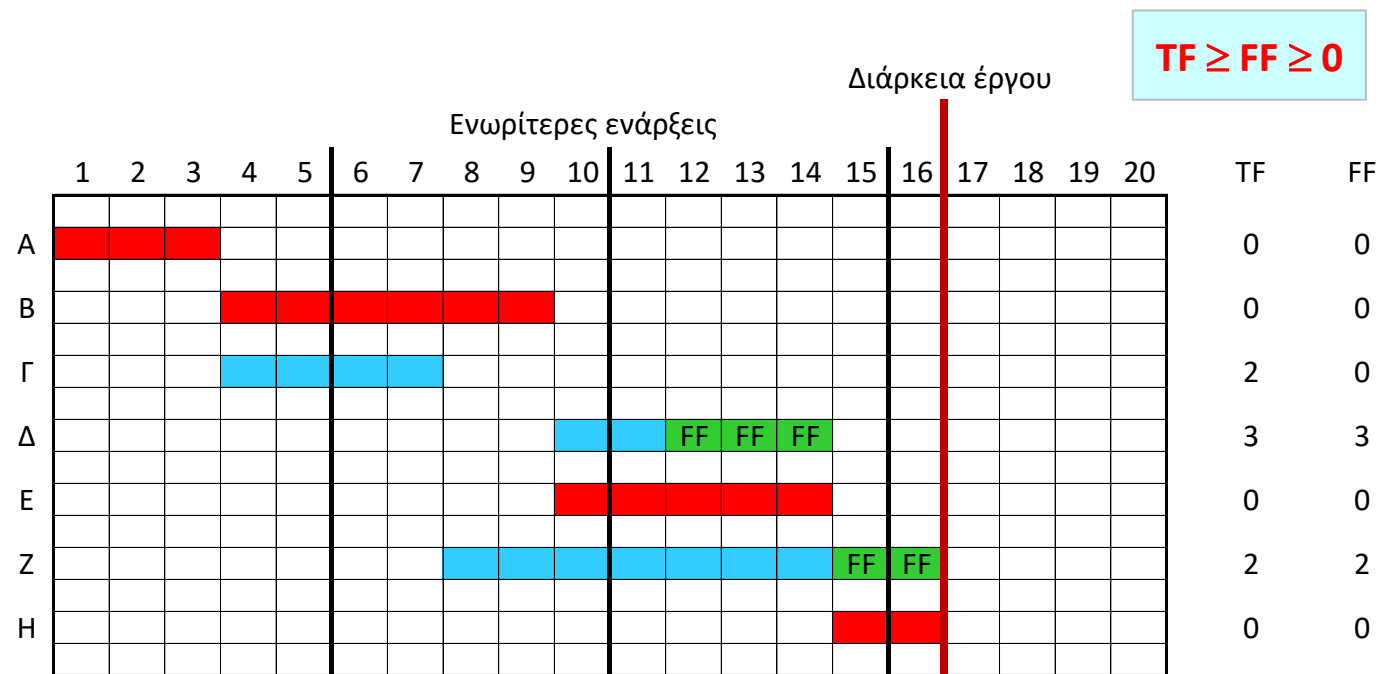 TF ≥ FF ≥ 0
Διάρκεια έργου
Ενωρίτερες ενάρξεις
1 2 3 4 5 6 7 8 9 10 11 12 13 14 15 16 17 18 19 20 TF FF
Α 0 0
Β 0 0
Γ 2 0
Δ FF FF FF 3 3
Ε 0 0
Ζ FF FF 2 2
Η 0 0